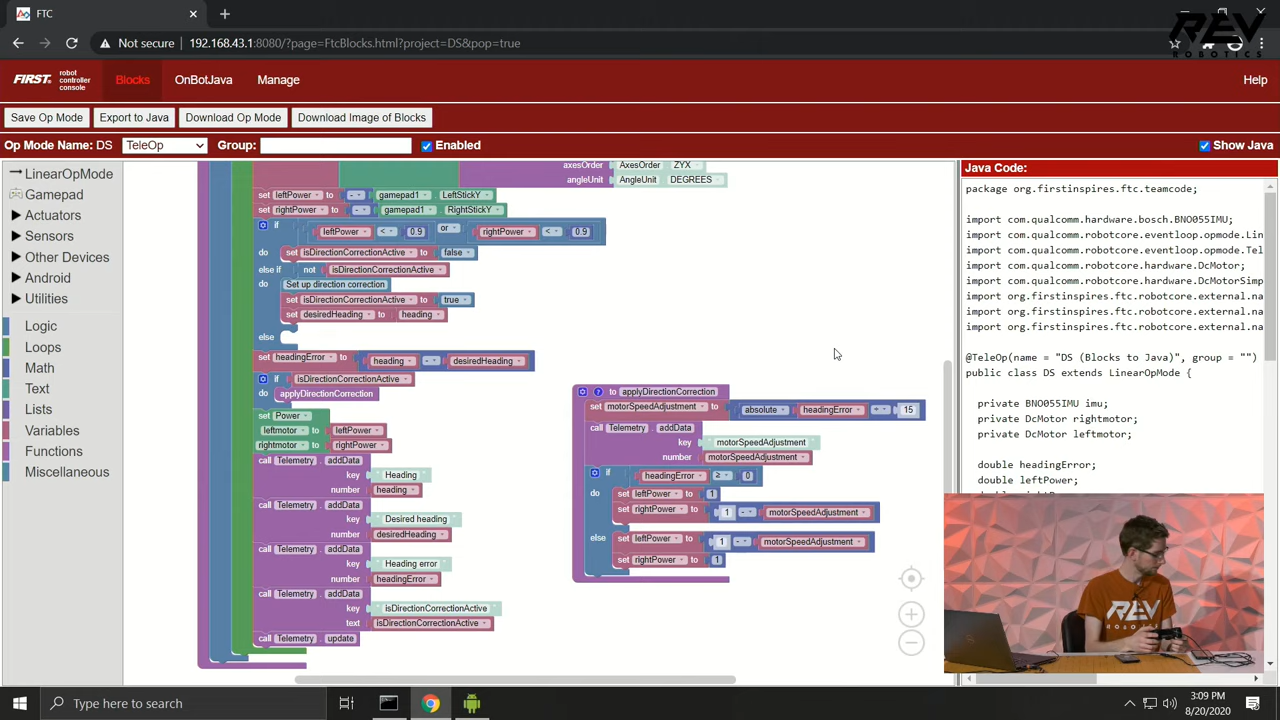 FTC
Not secure 192.168.43.1:8080/?page=FtcBlocks.html?project=DS&pop=true
REV
ROBOTICS
FIRST. robot controller console Blocks OnBotJava Manage Help
Save Op Mode Export to Java Download Op Mode Download Image of Blocks
Op Mode Name: DS TeleOp Group: Enabled Show Java
LinearOpMode
Gamepad
Actuators
Sensors
Other Devices
Android
Utilities
Logic
Loops
Math
Text
Lists
Variables
Functions
Miscellaneous
axesOrder AxesOrder ZYX
angleUnit AngleUnit DEGREES
set leftPower to - gamepad1 . LeftStickY
set rightPower to - gamepad1 . RightStickY
if leftPower < 0.9 or rightPower < 0.9
do set isDirectionCorrectionActive to false
else if not isDirectionCorrectionActive
do Set up direction correction
set isDirectionCorrectionActive to true
set desiredHeading to heading
else
set headingError to heading - desiredHeading
if isDirectionCorrectionActive
do applyDirectionCorrection
set Power
leftmotor to leftPower
rightmotor to rightPower
call Telemetry . addData
key " Heading "
number heading
call Telemetry . addData
key " Desired heading "
number desiredHeading
call Telemetry . addData
key " Heading error "
number headingError
call Telemetry . addData
key " isDirectionCorrectionActive "
text isDirectionCorrectionActive
call Telemetry . update
? to applyDirectionCorrection
set motorSpeedAdjustment to absolute headingError ÷ 15
call Telemetry . addData
key " motorSpeedAdjustment "
number motorSpeedAdjustment
if headingError ≥ 0
do set leftPower to 1
set rightPower to 1 - motorSpeedAdjustment
else set leftPower to 1 - motorSpeedAdjustment
set rightPower to 1
Java Code:
package org.firstinspires.ftc.teamcode;
import com.qualcomm.hardware.bosch.BNO055IMU;
import com.qualcomm.robotcore.eventloop.opmode.Lin
import com.qualcomm.robotcore.eventloop.opmode.Tel
import com.qualcomm.robotcore.hardware.DcMotor;
import com.qualcomm.robotcore.hardware.DcMotorSimp
import org.firstinspires.ftc.robotcore.external.na
import org.firstinspires.ftc.robotcore.external.na
import org.firstinspires.ftc.robotcore.external.na
@TeleOp(name = "DS (Blocks to Java)", group = "")
public class DS extends LinearOpMode {
private BNO055IMU imu;
private DcMotor rightmotor;
private DcMotor leftmotor;
double headingError;
double leftPower;
REV
ROBOTICS
Type here to search
3:09 PM
8/20/2020